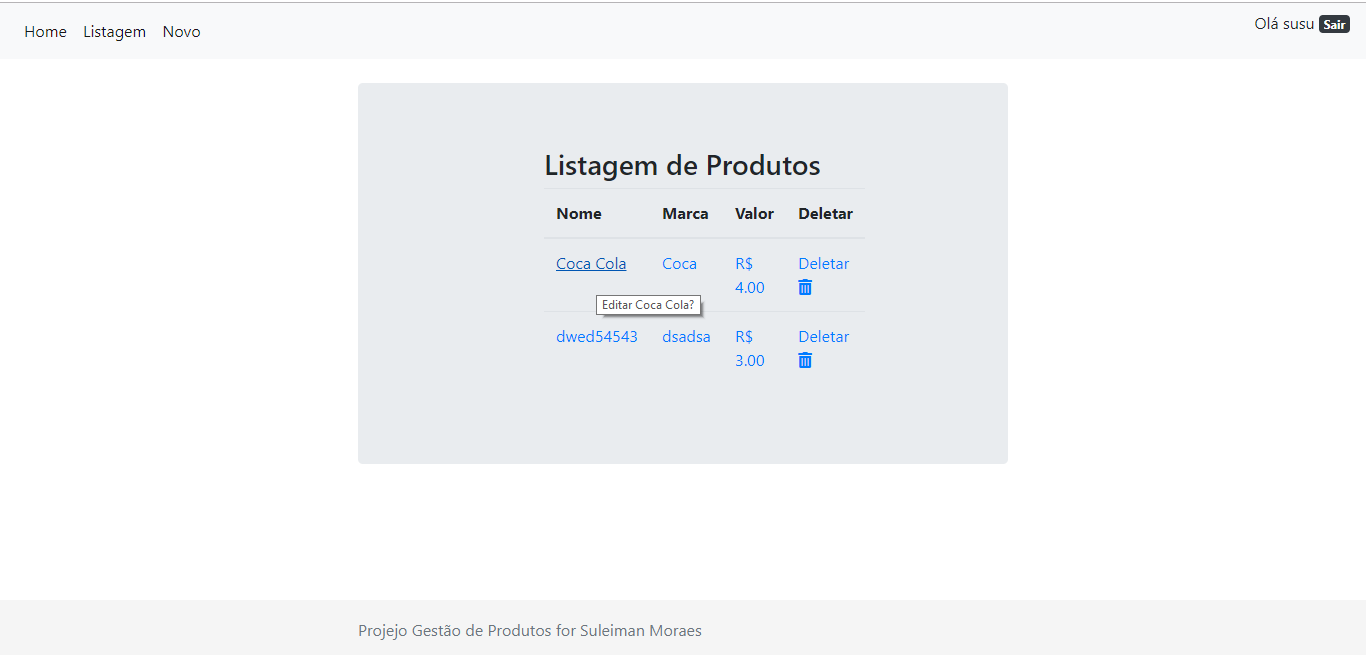 Home Listagem Novo
Olá susu Sair
Listagem de Produtos
Nome Marca Valor Deletar
Coca Cola Coca R$ 4.00 Deletar
Editar Coca Cola?
dwed54543 dsadsa R$ 3.00 Deletar
Projejo Gestão de Produtos for Suleiman Moraes